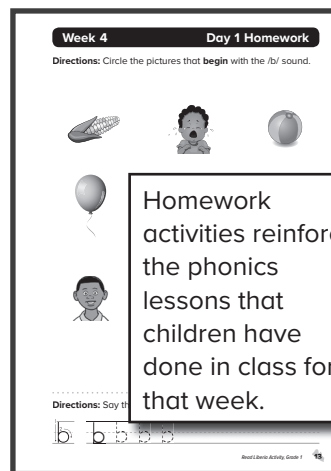 Week 4 Day 1 Homework
Directions: Circle the pictures that begin with the /b/ sound.
Homework
activities reinfor
the phonics
lessons that
children have
done in class for
that week.
Directions: Say th
b b b b b
Read Liberia Activity, Grade 1 13